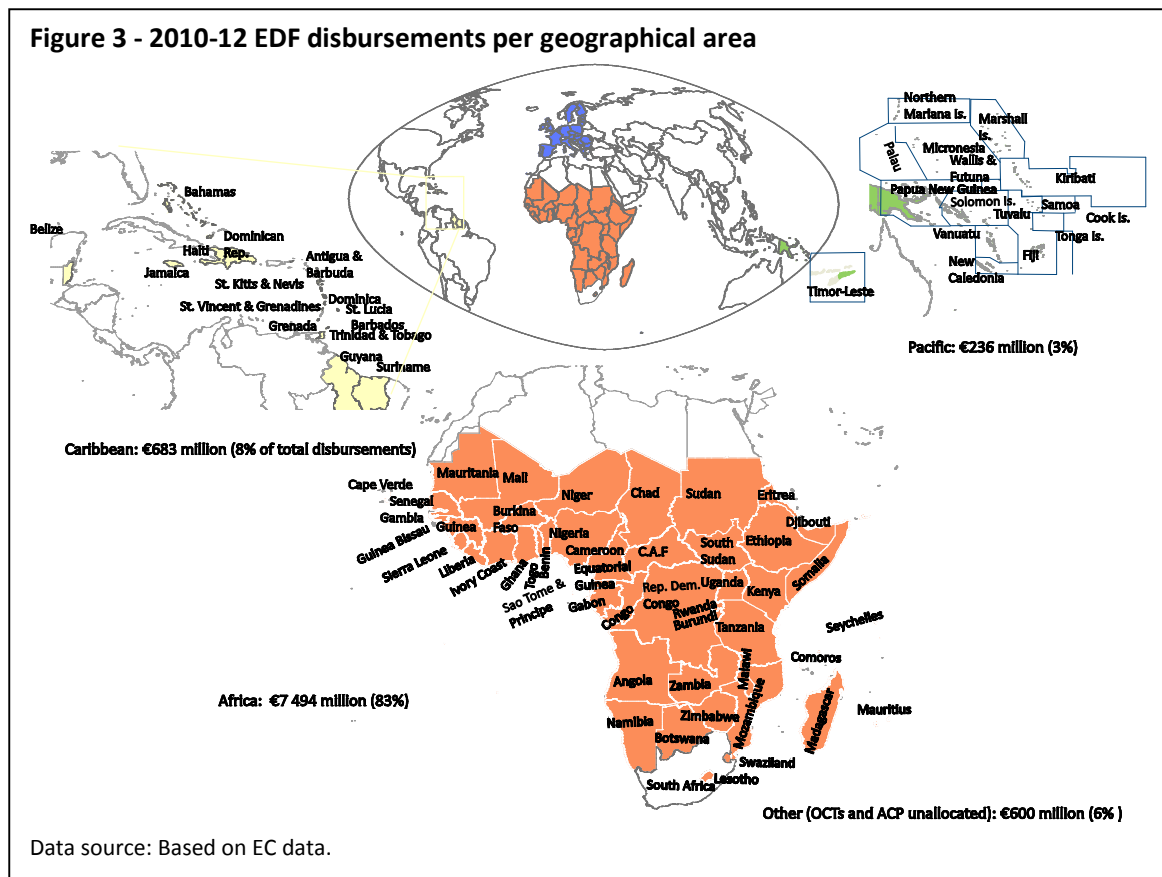 Figure 3 - 2010-12 EDF disbursements per geographical area
Northern
Mariana Is.
Marshall
Is.
Palau
Micronesia
Wallis &
Futuna
Kiribati
Papua New Guinea
Solomon Is.
Tuvalu
Samoa
Cook Is.
Vanuatu
Tonga Is.
Fiji
New
Caledonia
Timor-Leste
Pacific: €236 million (3%)
Bahamas
Belize
Haiti
Dominican
Rep.
Jamaica
Antigua &
Barbuda
St. Kitts & Nevis
Dominica
St. Vincent & Grenadines
St. Lucia
Grenada
Barbados
Trinidad & Tobago
Guyana
Suriname
Caribbean: €683 million (8% of total disbursements)
Mauritania
Mali
Niger
Chad
Sudan
Eritrea
Cape Verde
Senegal
Gambia
Guinea Bissau
Guinea
Burkina
Faso
Djibouti
Sierra Leone
Liberia
Ivory Coast
Ghana
Togo
Benin
Nigeria
Cameroon
C.A.F
South
Sudan
Ethiopia
Somalia
Equatorial
Guinea
Sao Tome &
Principe
Gabon
Congo
Rep. Dem.
Congo
Uganda
Kenya
Rwanda
Burundi
Tanzania
Seychelles
Comoros
Angola
Zambia
Malawi
Mozambique
Madagascar
Mauritius
Namibia
Zimbabwe
Botswana
Swaziland
South Africa
Lesotho
Africa: €7 494 million (83%)
Other (OCTs and ACP unallocated): €600 million (6% )
Data source: Based on EC data.